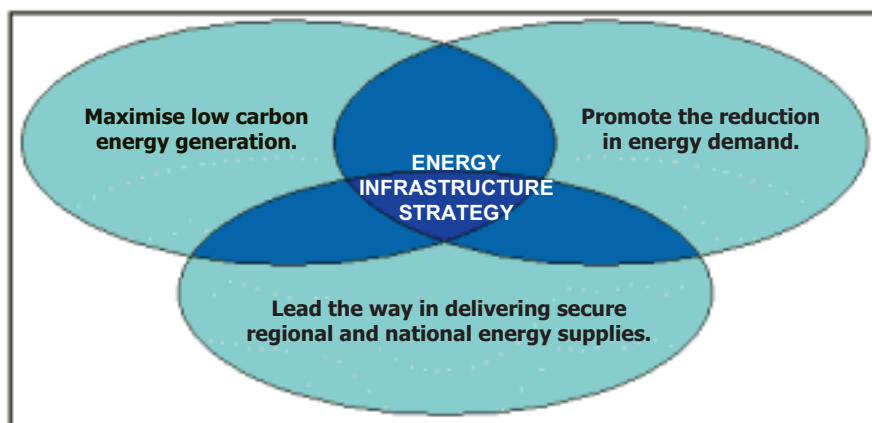 Maximise low carbon
energy generation.
Promote the reduction
in energy demand.
ENERGY
INFRASTRUCTURE
STRATEGY
Lead the way in delivering secure
regional and national energy supplies.